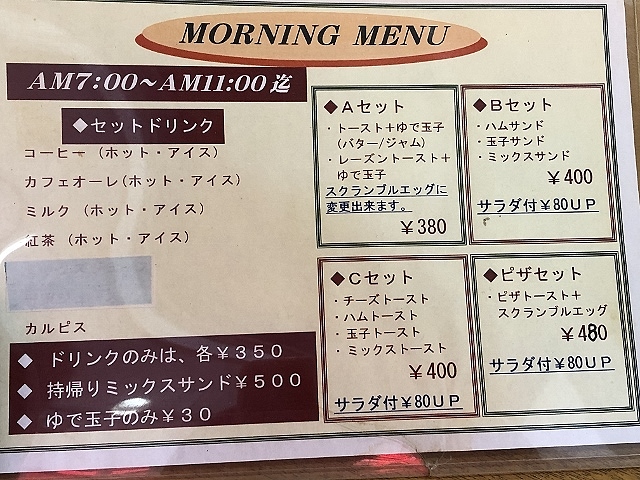 MORNING MENU
AM7:00～AM11:00迄
◆セットドリンク
コーヒー (ホット・アイス)
カフェオーレ(ホット・アイス)
ミルク (ホット・アイス)
紅茶 (ホット・アイス)
カルピス
◆ ドリンクのみは、各￥350
◆ 持帰りミックスサンド￥500
◆ ゆで玉子のみ￥30
◆Aセット
・トースト＋ゆで玉子
(バター/ジャム)
・レーズントースト＋
ゆで玉子
スクランブルエッグに
変更出来ます。
￥380
◆Bセット
・ハムサンド
・玉子サンド
・ミックスサンド
￥400
サラダ付￥80UP
◆Cセット
・チーズトースト
・ハムトースト
・玉子トースト
・ミックストースト
￥400
サラダ付￥80UP
◆ピザセット
・ピザトースト＋
スクランブルエッグ
￥480
サラダ付￥80UP